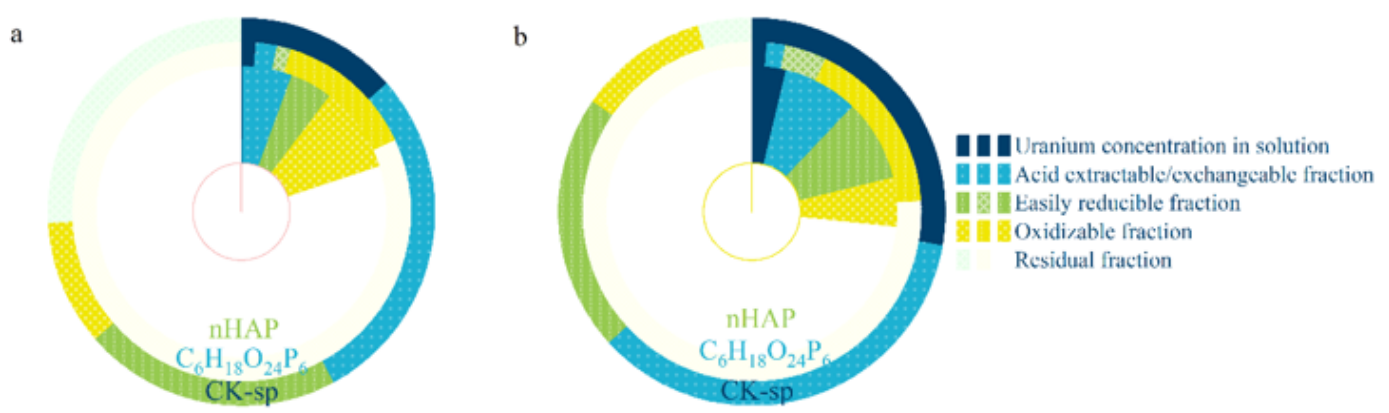 a
b
Uranium concentration in solution
Acid extractable/exchangeable fraction
Easily reducible fraction
Oxidizable fraction
Residual fraction
nHAP
C₆H₁₈O₂₄P₆
CK-sp
nHAP
C₆H₁₈O₂₄P₆
CK-sp